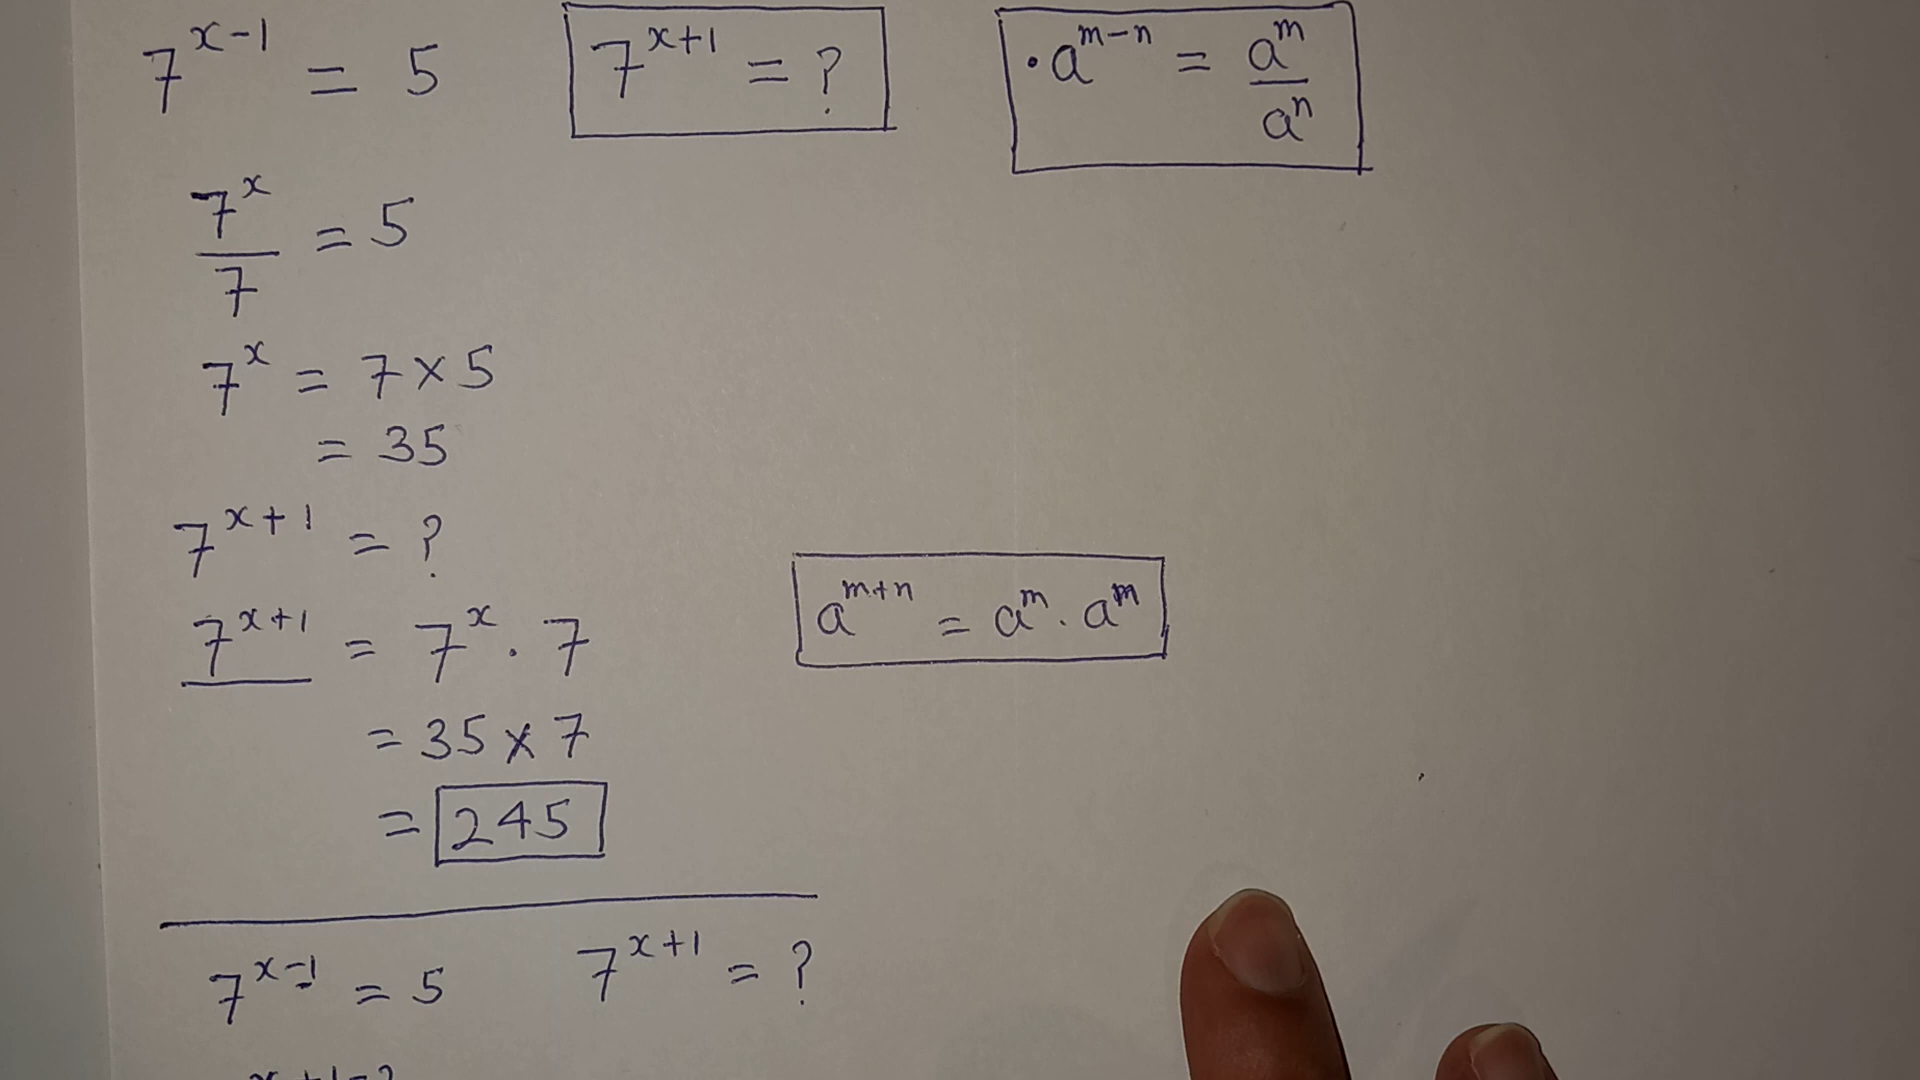 7^(x-1) = 5    7^(x+1) = ?    · a^(m-n) = a^m / a^n
7^x / 7 = 5
7^x = 7 × 5
= 35
7^(x+1) = ?
7^(x+1) = 7^x · 7    a^(m+n) = a^m · a^m
= 35 × 7
= 245
7^(x-1) = 5    7^(x+1) = ?